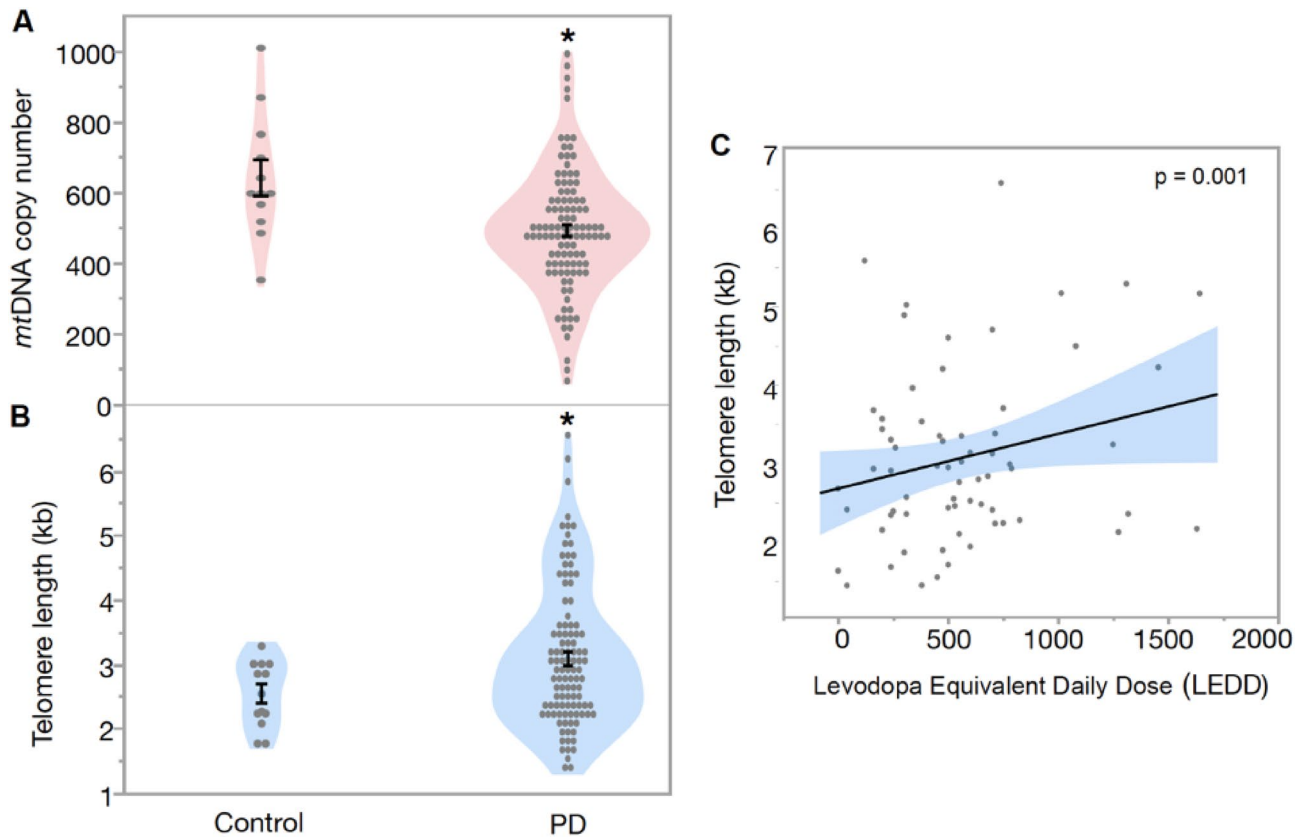 A
*
1000
800
600
400
200
0
mtDNA copy number
B
*
6
5
4
3
2
1
Telomere length (kb)
Control PD
C
p = 0.001
7
6
5
4
3
2
Telomere length (kb)
0 500 1000 1500 2000
Levodopa Equivalent Daily Dose (LEDD)